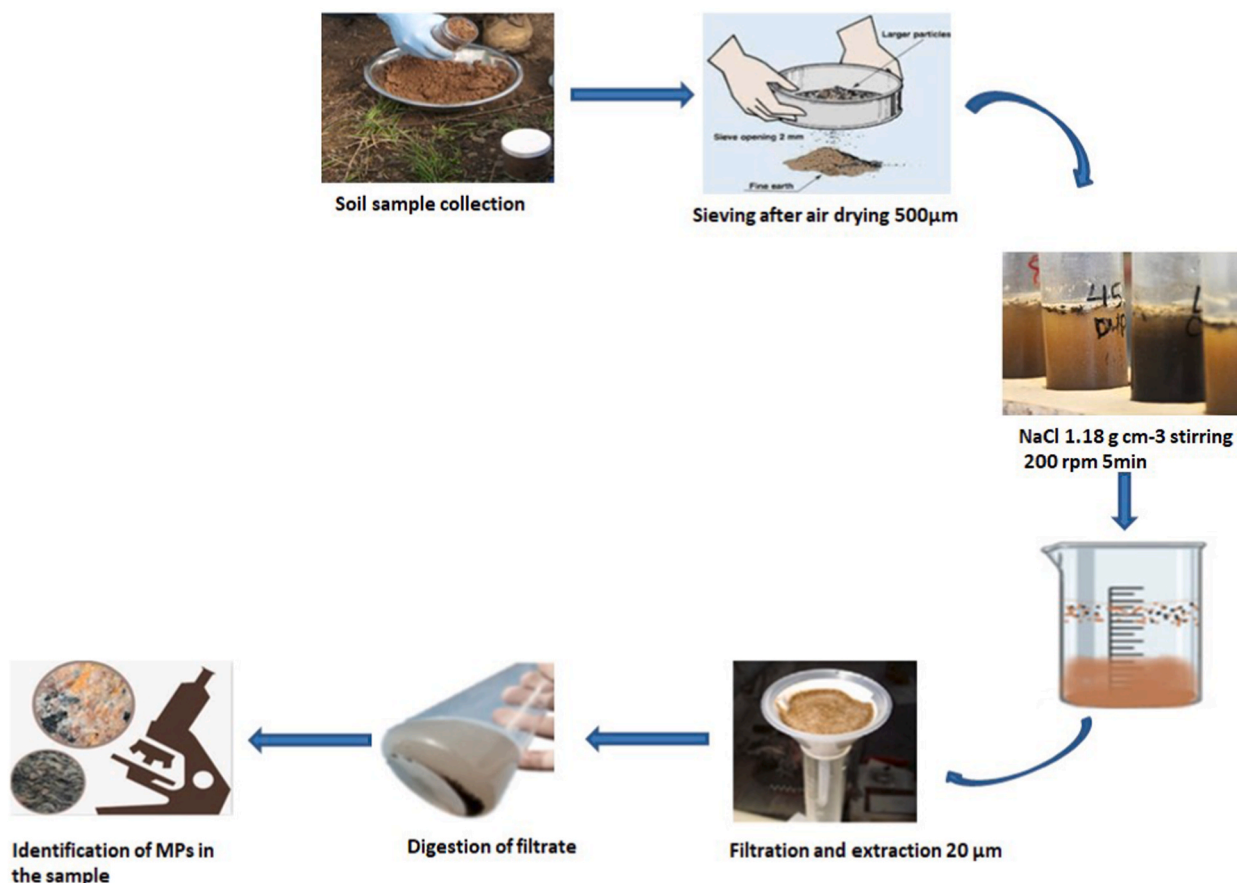 Larger particles
Sieve opening 2 mm
Fine earth
Soil sample collection
Sieving after air drying 500µm
NaCl 1.18 g cm-3 stirring
200 rpm 5min
Filtration and extraction 20 µm
Digestion of filtrate
Identification of MPs in
the sample